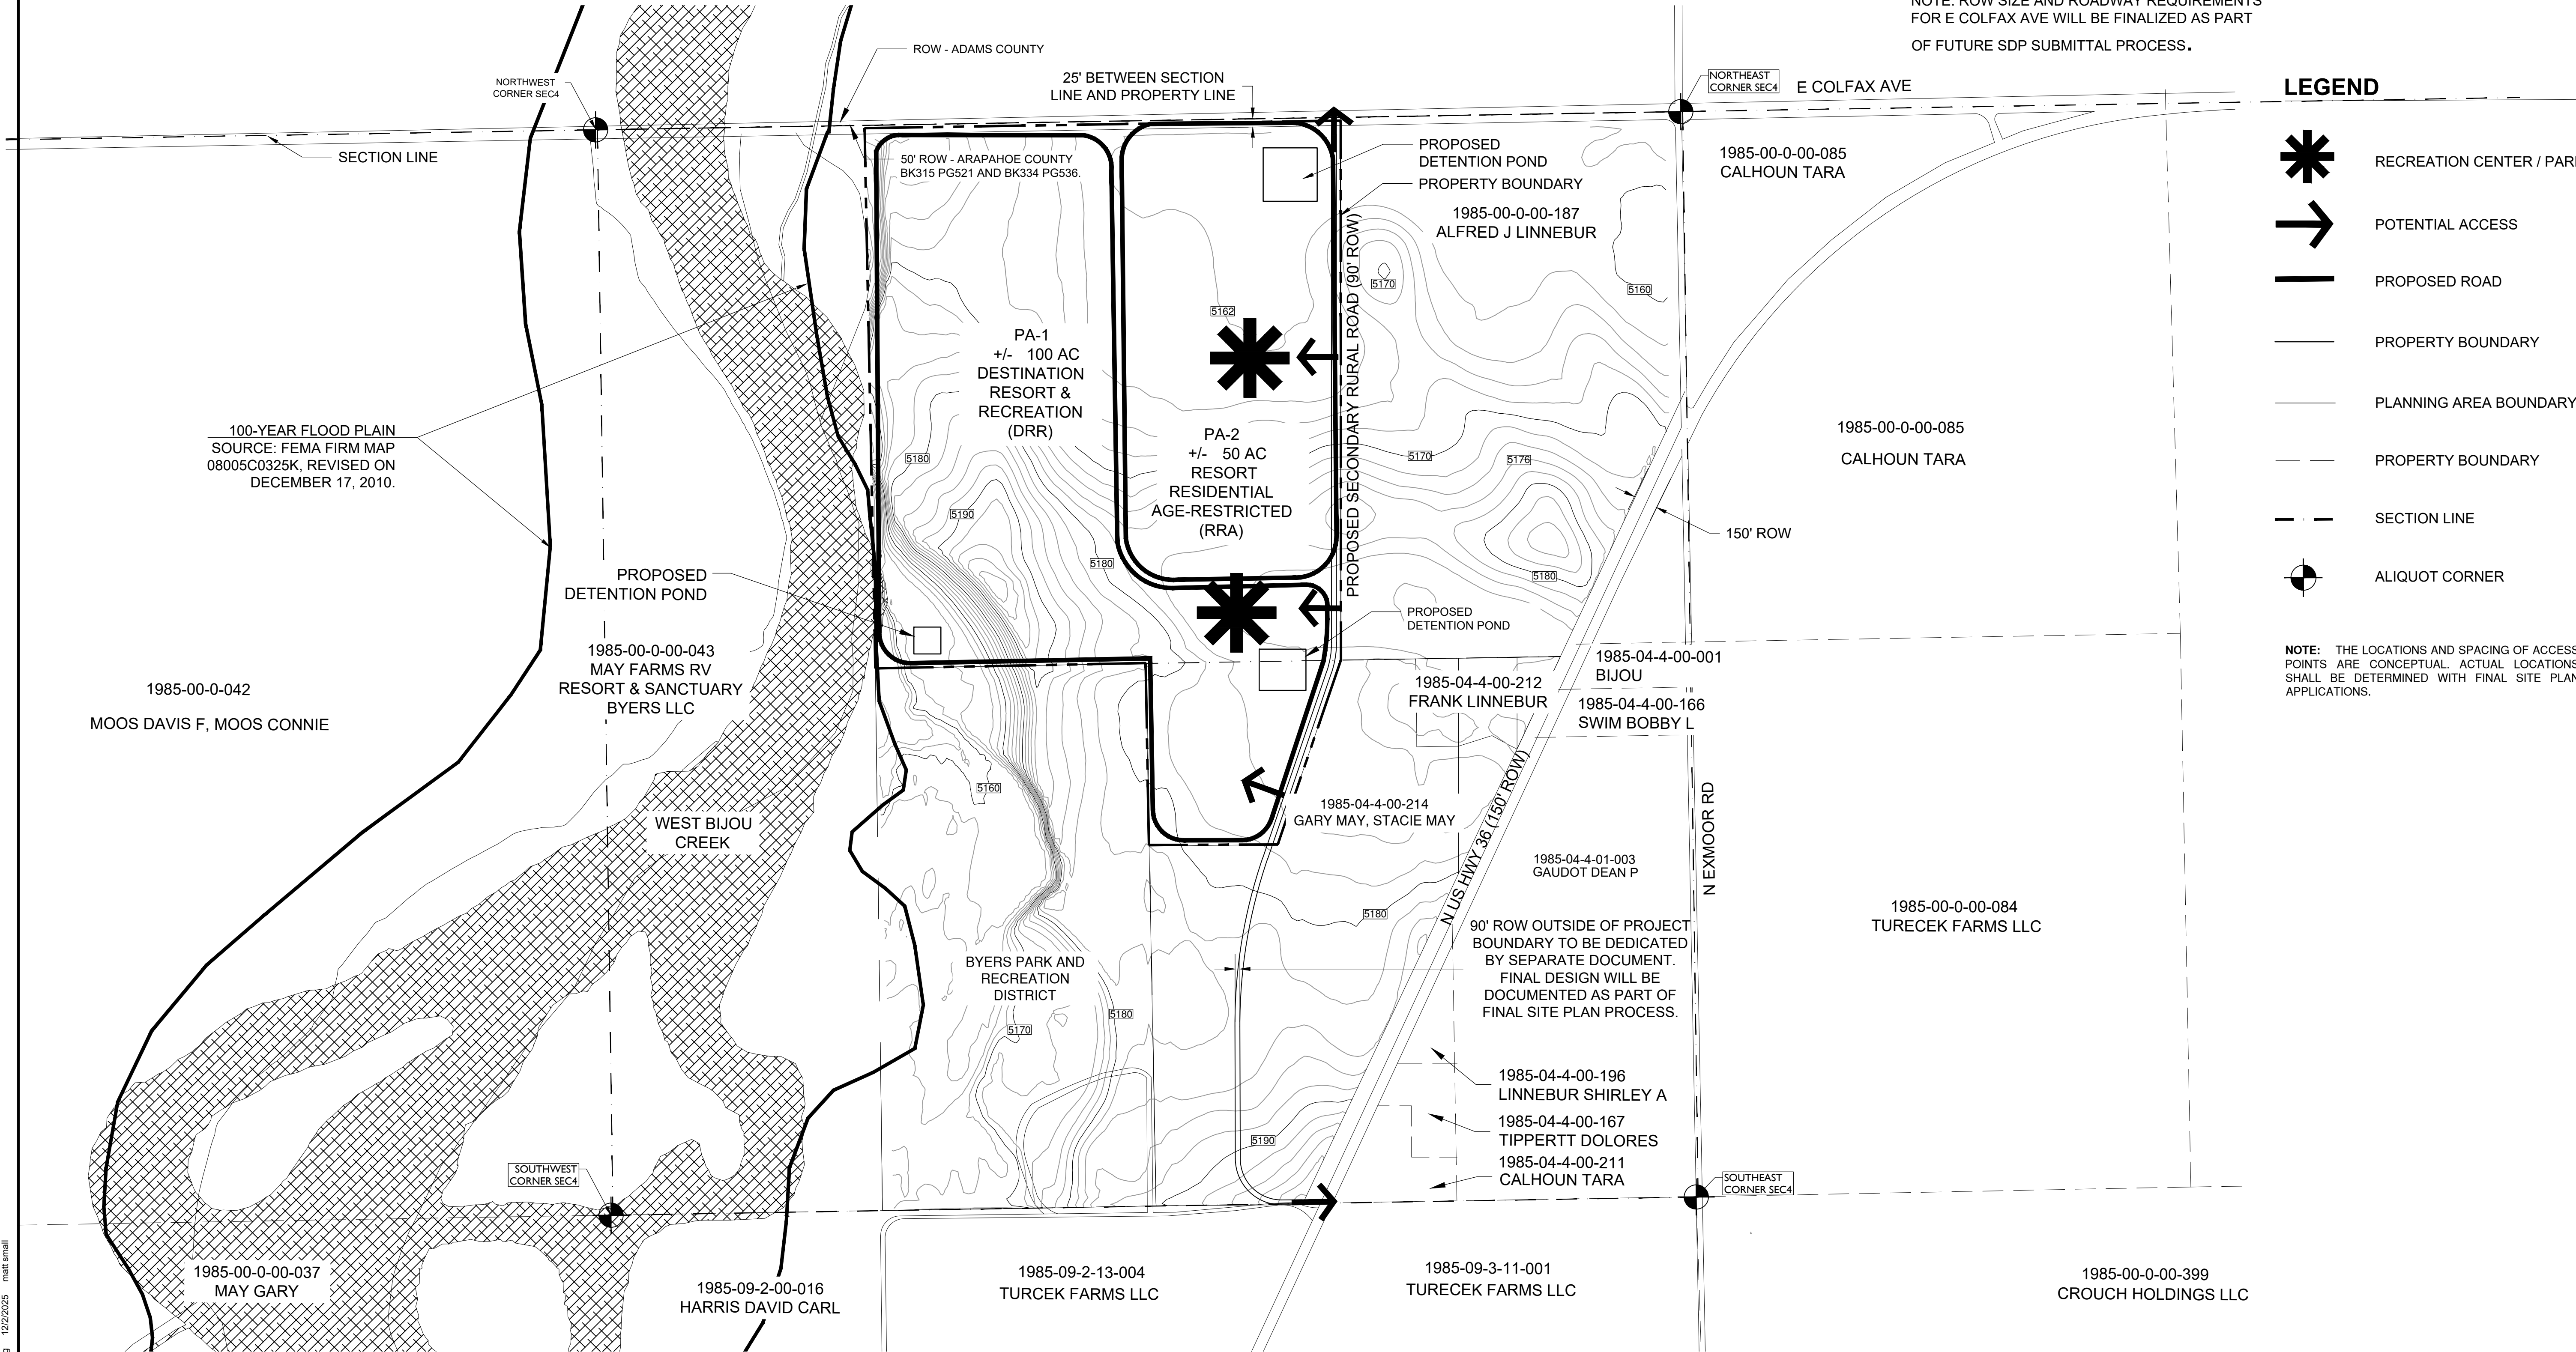 NOTE: ROW SIZE AND ROADWAY REQUIREMENTS
FOR E COLFAX AVE WILL BE FINALIZED AS PART
OF FUTURE SDP SUBMITTAL PROCESS.
ROW - ADAMS COUNTY
25' BETWEEN SECTION
LINE AND PROPERTY LINE
NORTHWEST
CORNER SEC4
NORTHEAST
CORNER SEC4
E COLFAX AVE
SECTION LINE
50' ROW - ARAPAHOE COUNTY
BK315 PG521 AND BK334 PG536.
PROPOSED
DETENTION POND
PROPERTY BOUNDARY
1985-00-0-00-187
ALFRED J LINNEBUR
1985-00-0-00-085
CALHOUN TARA
5170
5160
5162
PROPOSED SECONDARY RURAL ROAD (90' ROW)
PA-1
+/- 100 AC
DESTINATION
RESORT &
RECREATION
(DRR)
PA-2
+/- 50 AC
RESORT
RESIDENTIAL
AGE-RESTRICTED
(RRA)
100-YEAR FLOOD PLAIN
SOURCE: FEMA FIRM MAP
08005C0325K, REVISED ON
DECEMBER 17, 2010.
5180
5190
5180
5170
5176
5180
150' ROW
1985-00-0-00-085
CALHOUN TARA
PROPOSED
DETENTION POND
PROPOSED
DETENTION POND
1985-00-0-00-043
MAY FARMS RV
RESORT & SANCTUARY
BYERS LLC
1985-00-0-042
MOOS DAVIS F, MOOS CONNIE
1985-04-4-00-001
BIJOU
1985-04-4-00-212
FRANK LINNEBUR
1985-04-4-00-166
SWIM BOBBY L
5160
1985-04-4-00-214
GARY MAY, STACIE MAY
WEST BIJOU
CREEK
N US HWY 36 (150' ROW)
N EXMOOR RD
1985-04-4-01-003
GAUDOT DEAN P
5180
1985-00-0-00-084
TURECEK FARMS LLC
90' ROW OUTSIDE OF PROJECT
BOUNDARY TO BE DEDICATED
BY SEPARATE DOCUMENT.
FINAL DESIGN WILL BE
DOCUMENTED AS PART OF
FINAL SITE PLAN PROCESS.
BYERS PARK AND
RECREATION
DISTRICT
5180
5170
5190
1985-04-4-00-196
LINNEBUR SHIRLEY A
1985-04-4-00-167
TIPPERTT DOLORES
1985-04-4-00-211
CALHOUN TARA
SOUTHWEST
CORNER SEC4
SOUTHEAST
CORNER SEC4
1985-00-0-00-037
MAY GARY
1985-09-2-00-016
HARRIS DAVID CARL
1985-09-2-13-004
TURCEK FARMS LLC
1985-09-3-11-001
TURECEK FARMS LLC
1985-00-0-00-399
CROUCH HOLDINGS LLC
LEGEND
RECREATION CENTER / PAR
POTENTIAL ACCESS
PROPOSED ROAD
PROPERTY BOUNDARY
PLANNING AREA BOUNDARY
PROPERTY BOUNDARY
SECTION LINE
ALIQUOT CORNER
NOTE: THE LOCATIONS AND SPACING OF ACCESS
POINTS ARE CONCEPTUAL. ACTUAL LOCATIONS
SHALL BE DETERMINED WITH FINAL SITE PLAN
APPLICATIONS.
12/2/2025 matt small